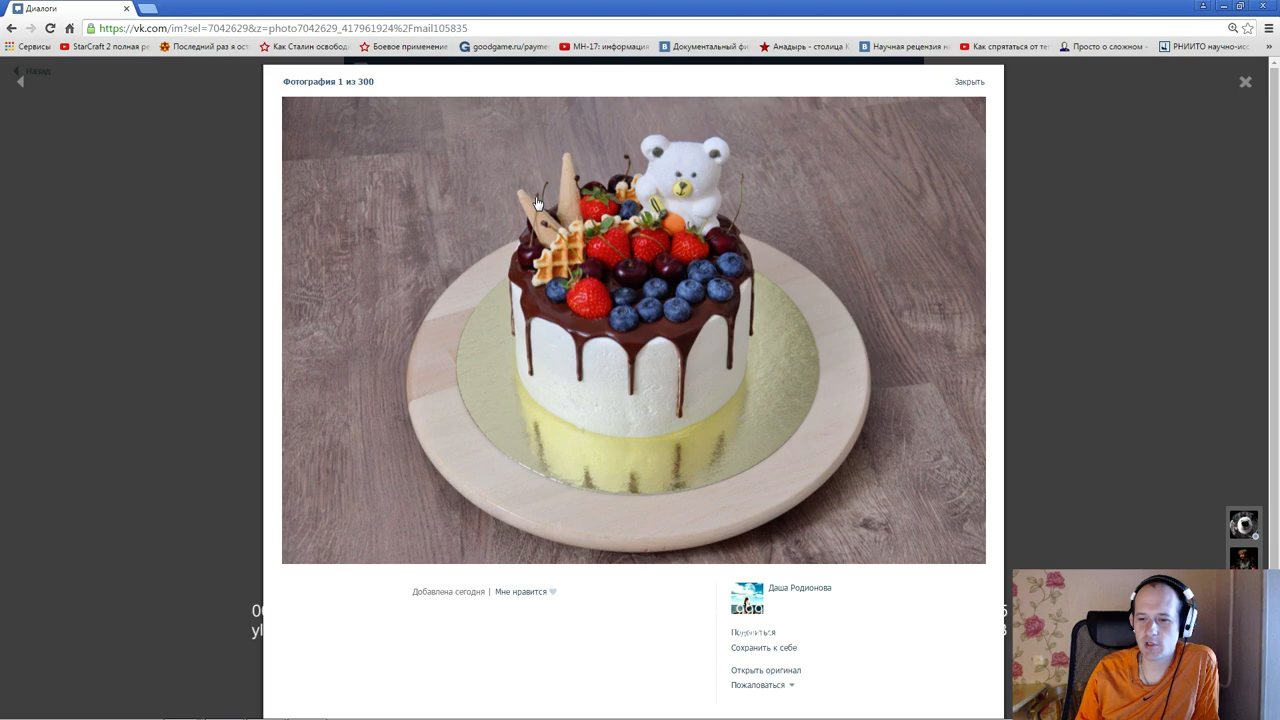 Диалоги
https://vk.com/im?sel=7042629&z=photo7042629_417961924%2Fmail105835
Сервисы
StarCraft 2 полная ре
Последний раз я ост
Как Сталин освобод
Боевое применение
goodgame.ru/payme
МН-17: информация
Документальный фи
Анадырь - столица К
Научная рецензия н
Как спрятаться от те
Просто о сложном -
РНИИТО научно-исс
Назад
Фотография 1 из 300
Закрыть
Добавлена сегодня | Мне нравится
Даша Родионова
Поделиться
Сохранить к себе
Открыть оригинал
Пожаловаться